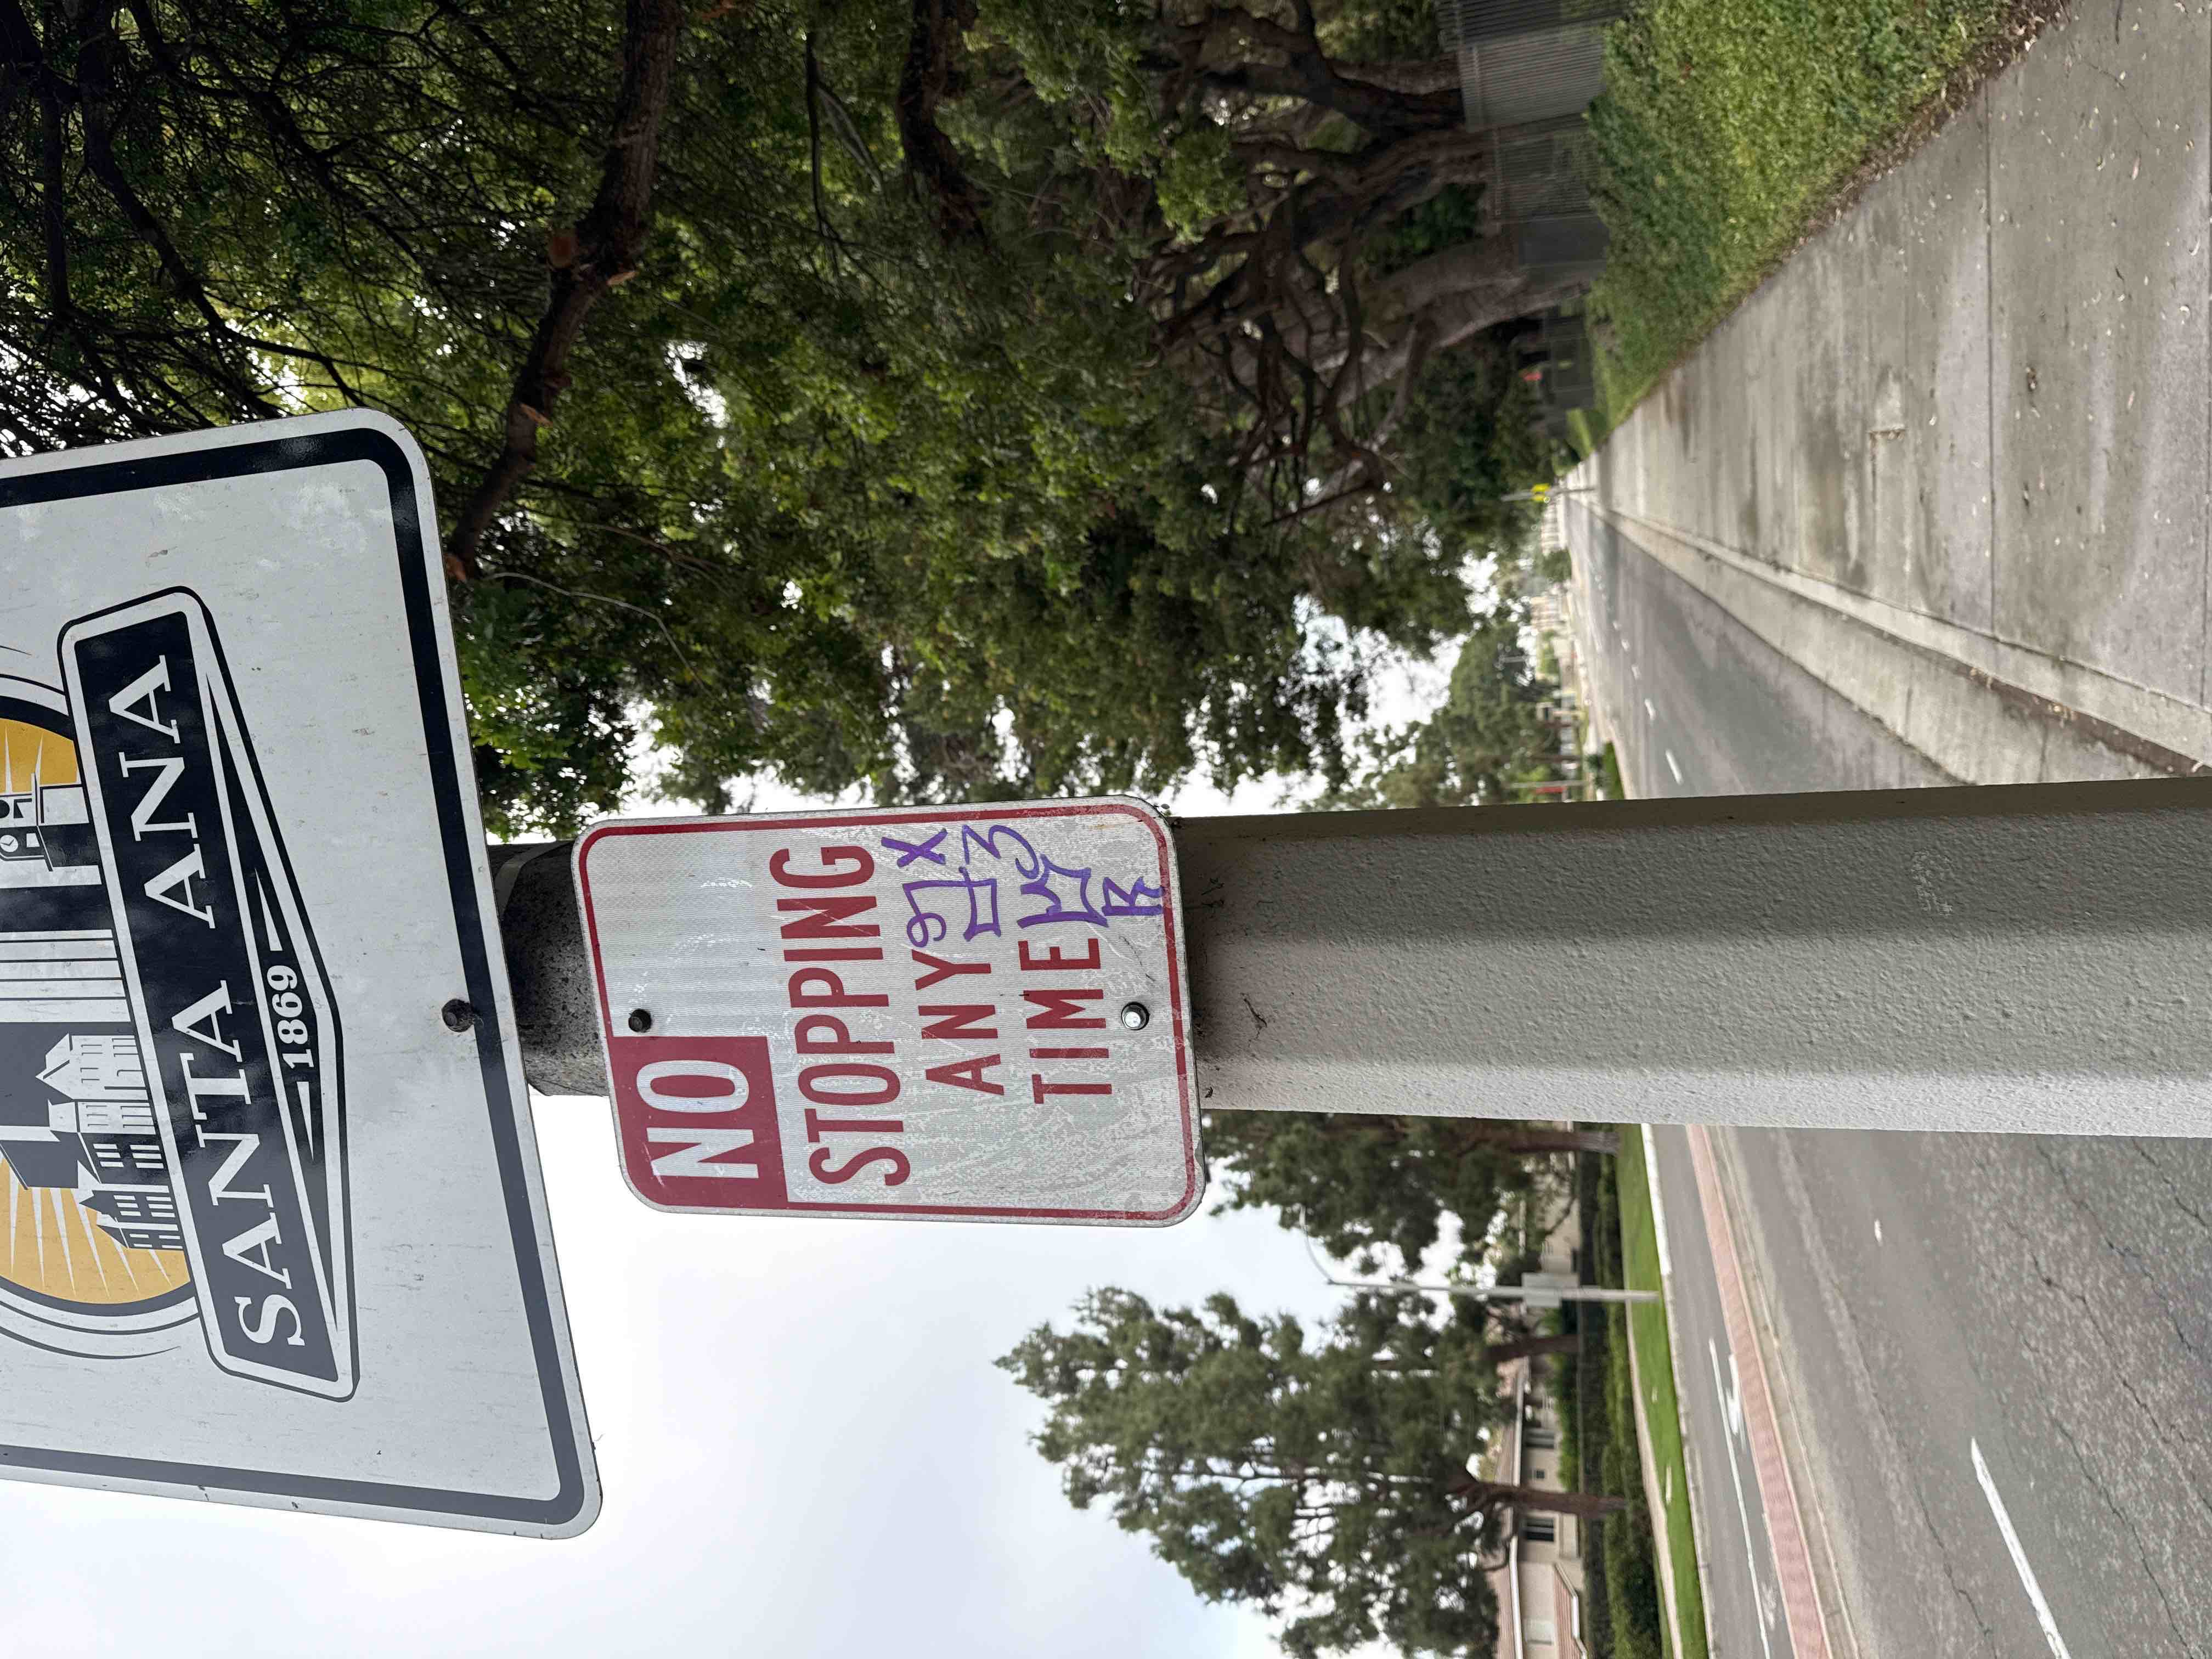 SANTA ANA
1869
NO
STOPPING
ANY
TIME